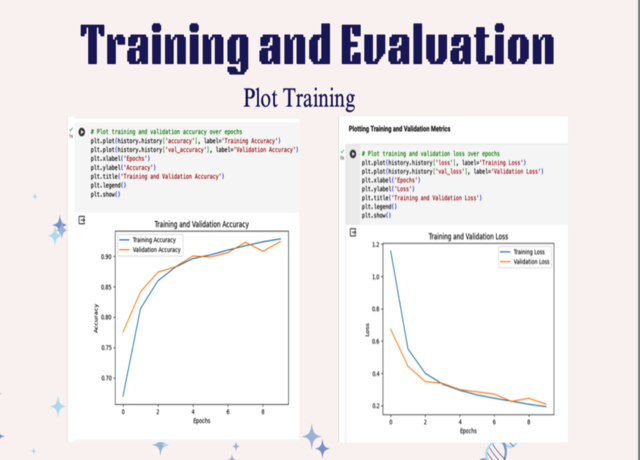 Training and Evaluation
Plot Training
# Plot training and validation accuracy over epochs
plt.plot(history.history['accuracy'], label='Training Accuracy')
plt.plot(history.history['val_accuracy'], label='Validation Accuracy')
plt.xlabel('Epochs')
plt.ylabel('Accuracy')
plt.title('Training and Validation Accuracy')
plt.legend()
plt.show()
Training and Validation Accuracy
Training Accuracy
Validation Accuracy
0.90
0.85
0.80
0.75
0.70
Accuracy
0 2 4 6 8
Epochs
Plotting Training and Validation Metrics
# Plot training and validation loss over epochs
plt.plot(history.history['loss'], label='Training Loss')
plt.plot(history.history['val_loss'], label='Validation Loss')
plt.xlabel('Epochs')
plt.ylabel('Loss')
plt.title('Training and Validation Loss')
plt.legend()
plt.show()
Training and Validation Loss
Training Loss
Validation Loss
1.2
1.0
0.8
0.6
0.4
0.2
Loss
0 2 4 6 8
Epochs